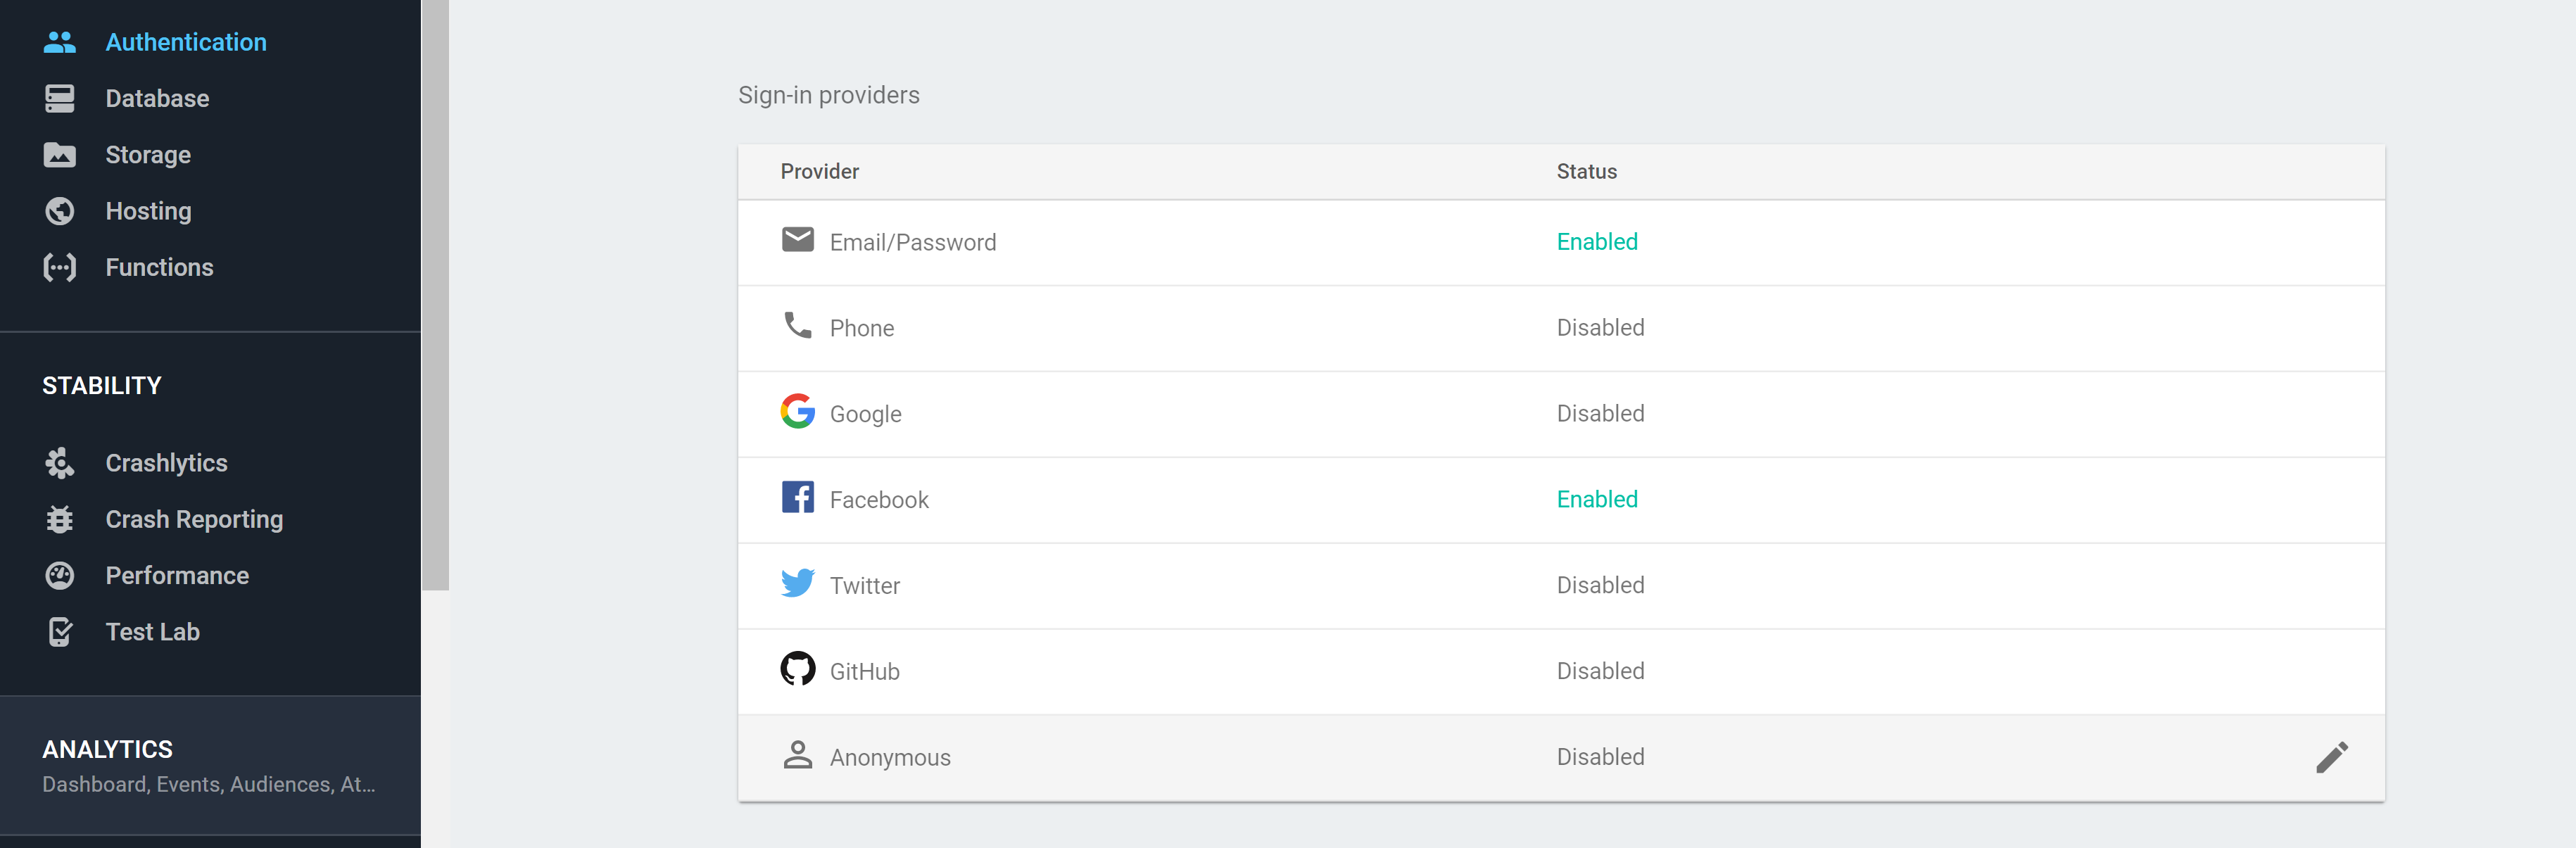 Authentication
Database
Storage
Hosting
Functions
STABILITY
Crashlytics
Crash Reporting
Performance
Test Lab
ANALYTICS
Dashboard, Events, Audiences, At...
Sign-in providers
Provider Status
Email/Password Enabled
Phone Disabled
Google Disabled
Facebook Enabled
Twitter Disabled
GitHub Disabled
Anonymous Disabled